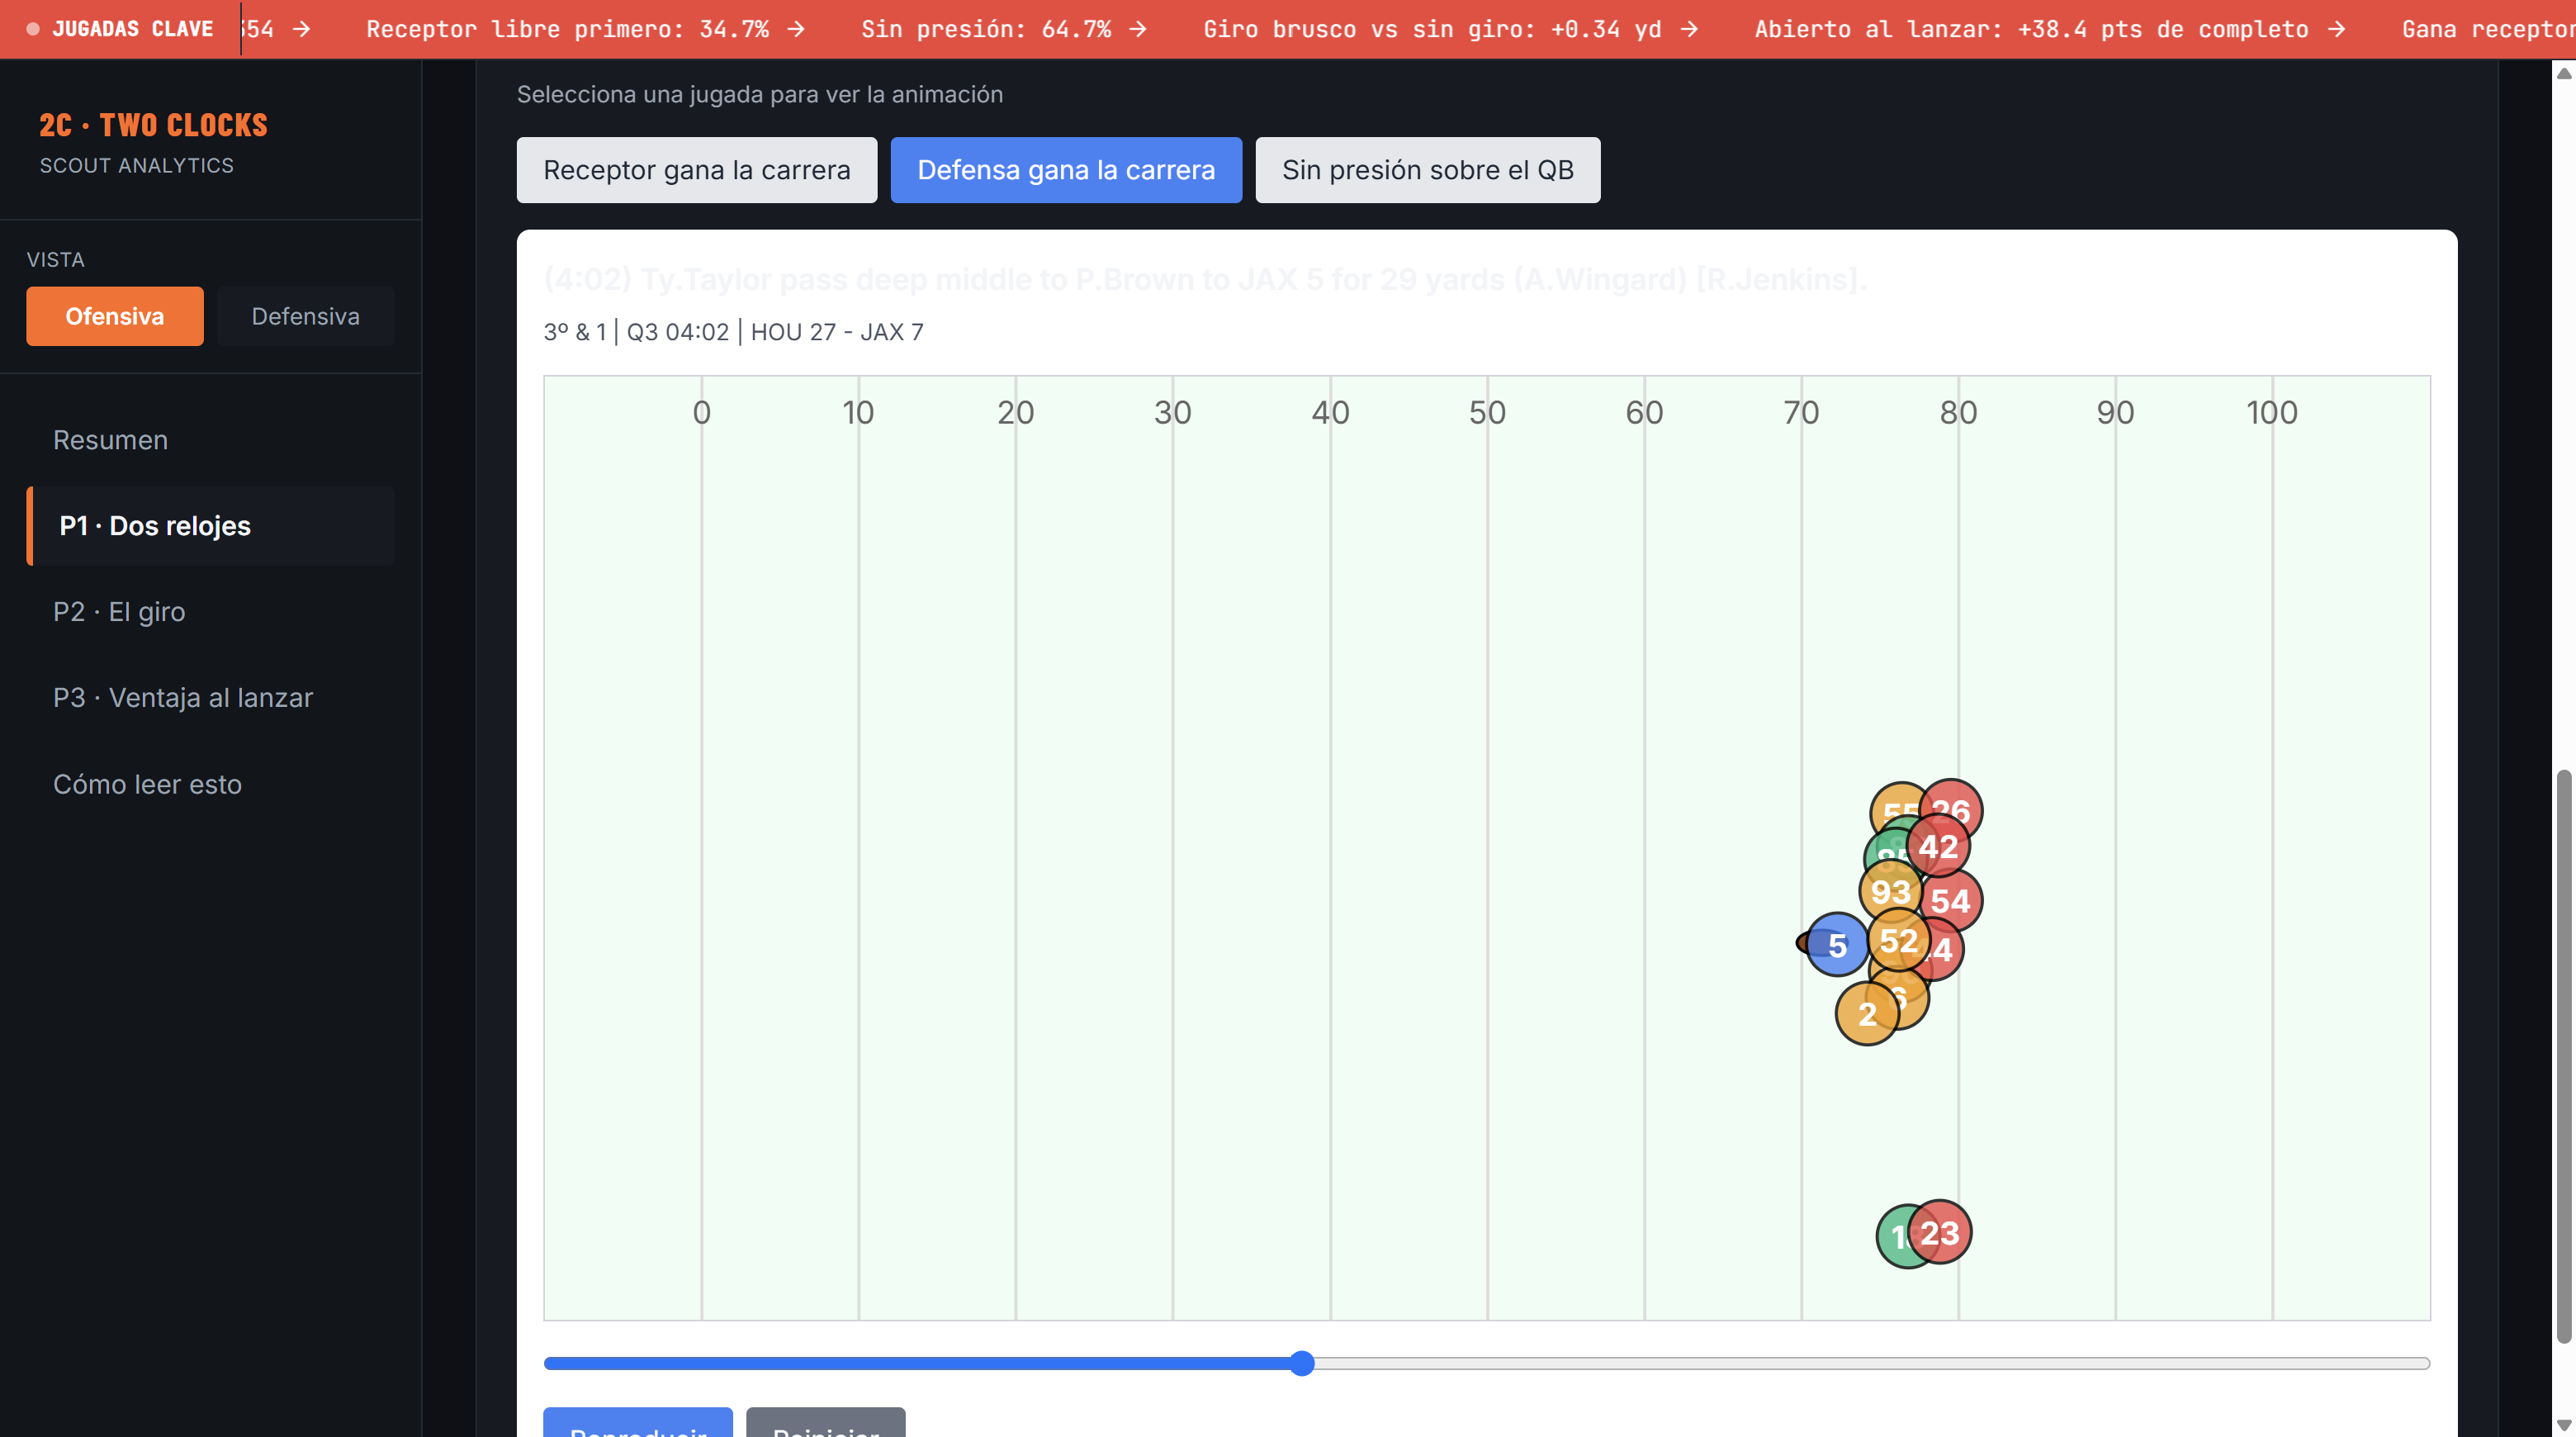 JUGADAS CLAVE
54 → Receptor libre primero: 34.7% → Sin presión: 64.7% → Giro brusco vs sin giro: +0.34 yd → Abierto al lanzar: +38.4 pts de completo → Gana receptor
2C · TWO CLOCKS
SCOUT ANALYTICS
VISTA
Ofensiva
Defensiva
Resumen
P1 · Dos relojes
P2 · El giro
P3 · Ventaja al lanzar
Cómo leer esto
Selecciona una jugada para ver la animación
Receptor gana la carrera
Defensa gana la carrera
Sin presión sobre el QB
(4:02) Ty.Taylor pass deep middle to P.Brown to JAX 5 for 29 yards (A.Wingard) [R.Jenkins].
3º & 1 | Q3 04:02 | HOU 27 - JAX 7
0 10 20 30 40 50 60 70 80 90 100
55 26
42
93
54
5
52
2
23
Reproducir
Reiniciar